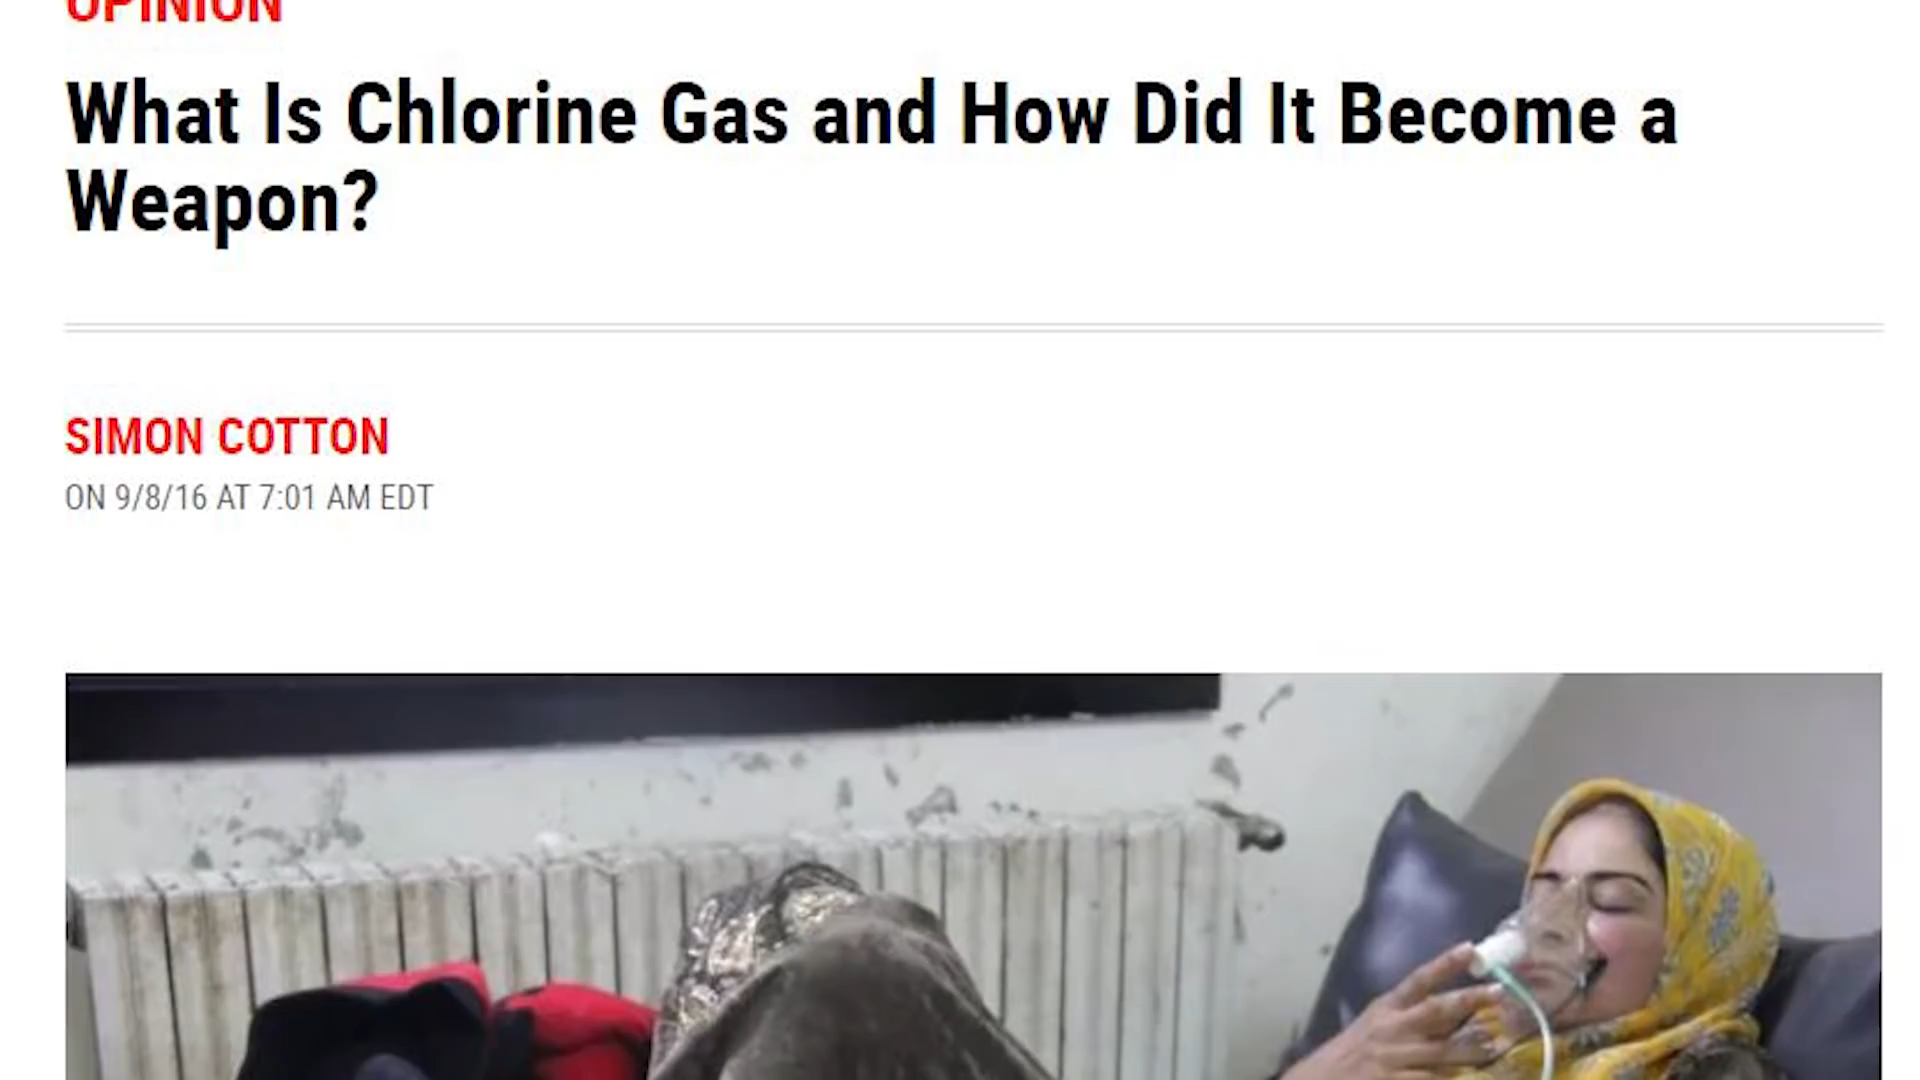 OPINION
What Is Chlorine Gas and How Did It Become a
Weapon?
SIMON COTTON
ON 9/8/16 AT 7:01 AM EDT